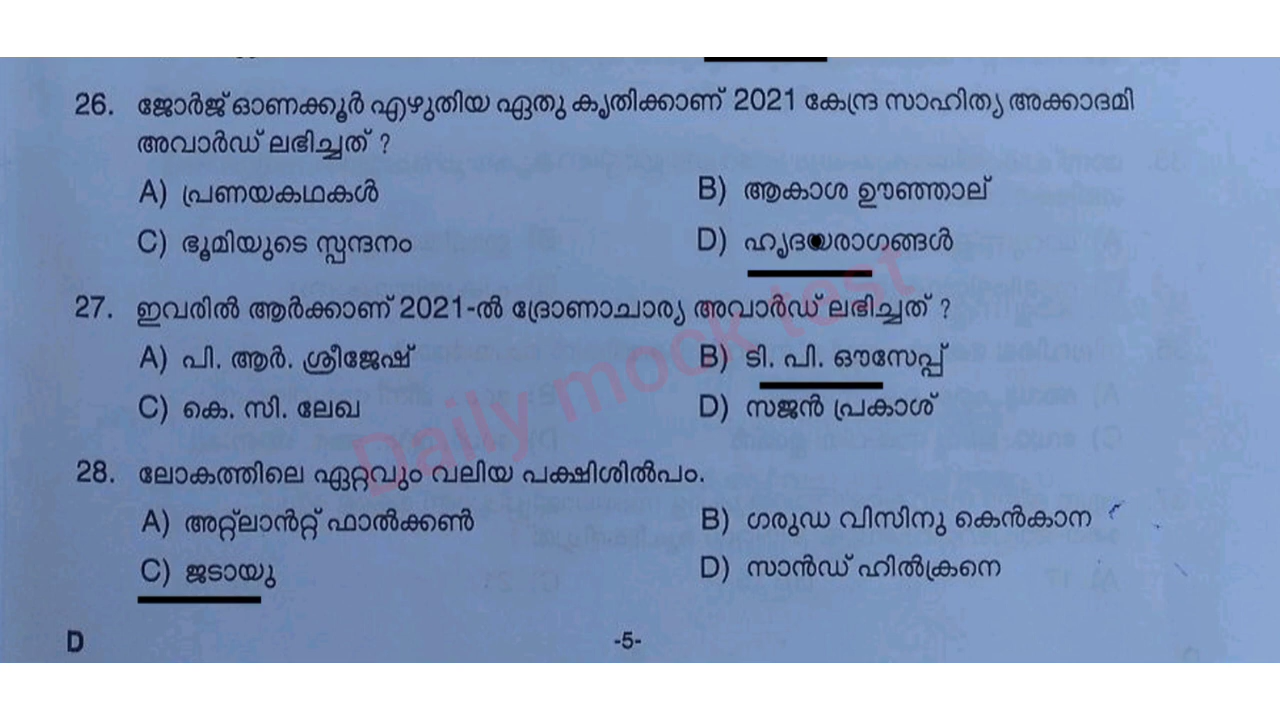 26. ജോർജ് ഓണക്കൂർ എഴുതിയ ഏതു കൃതിക്കാണ് 2021 കേന്ദ്ര സാഹിത്യ അക്കാദമി
അവാർഡ് ലഭിച്ചത് ?
A) പ്രണയകഥകൾ B) ആകാശ ഊഞ്ഞാല്
C) ഭൂമിയുടെ സ്പന്ദനം D) ഹൃദയരാഗങ്ങൾ
27. ഇവരിൽ ആർക്കാണ് 2021-ൽ ദ്രോണാചാര്യ അവാർഡ് ലഭിച്ചത് ?
A) പി. ആർ. ശ്രീജേഷ് B) ടി. പി. ഔസേപ്പ്
C) കെ. സി. ലേഖ D) സജൻ പ്രകാശ്
Daily mock test
28. ലോകത്തിലെ ഏറ്റവും വലിയ പക്ഷിശിൽപം.
A) അറ്റ്ലാൻറ്റ് ഫാൽക്കൺ B) ഗരുഡ വിസിനു കെൻകാന
C) ജടായു D) സാൻഡ് ഹിൽക്രനെ
D -5-